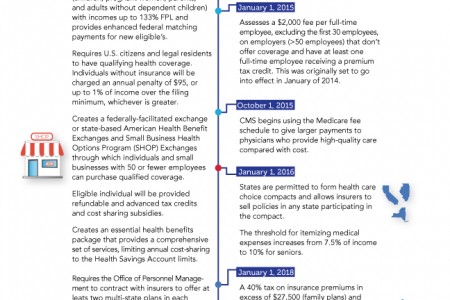 and adults without dependent children)
with incomes up to 133% FPL and
provides enhanced federal matching
payments for new eligible's.
Requires U.S. citizens and legal residents
to have qualifying health coverage.
Individuals without insurance will be
charged an annual penalty of $95, or
up to 1% of income over the filing
minimum, whichever is greater.
Creates a federally-facilitated exchange
or state-based American Health Benefit
Exchanges and Small Business Health
Options Program (SHOP) Exchanges
through which individuals and small
businesses with 50 or fewer employees
can purchase qualified coverage.
SHOP
Eligible individual will be provided
refundable and advanced tax credits
and cost sharing subsidies.
Creates an essential health benefits
package that provides a comprehensive
set of services, limiting annual cost-sharing
to the Health Savings Account limits.
Requires the Office of Personnel Manage-
ment to contract with insurers to offer at
leats two multi-state plans in each
January 1, 2015
Assesses a $2,000 fee per full-time
employee, excluding the first 30 employees,
on employers (>50 employees) that don't
offer coverage and have at least one
full-time employee receiving a premium
tax credit. This was originally set to go
into effect in January of 2014.
October 1, 2015
CMS begins using the Medicare fee
schedule to give larger payments to
physicians who provide high-quality care
compared with cost.
January 1, 2016
States are permitted to form health care
choice compacts and allows insurers to
sell policies in any state participating in
the compact.
The threshold for itemizing medical
expenses increases from 7.5% of income
to 10% for seniors.
January 1, 2018
A 40% tax on insurance premiums in
excess of $27,500 (family plans) and